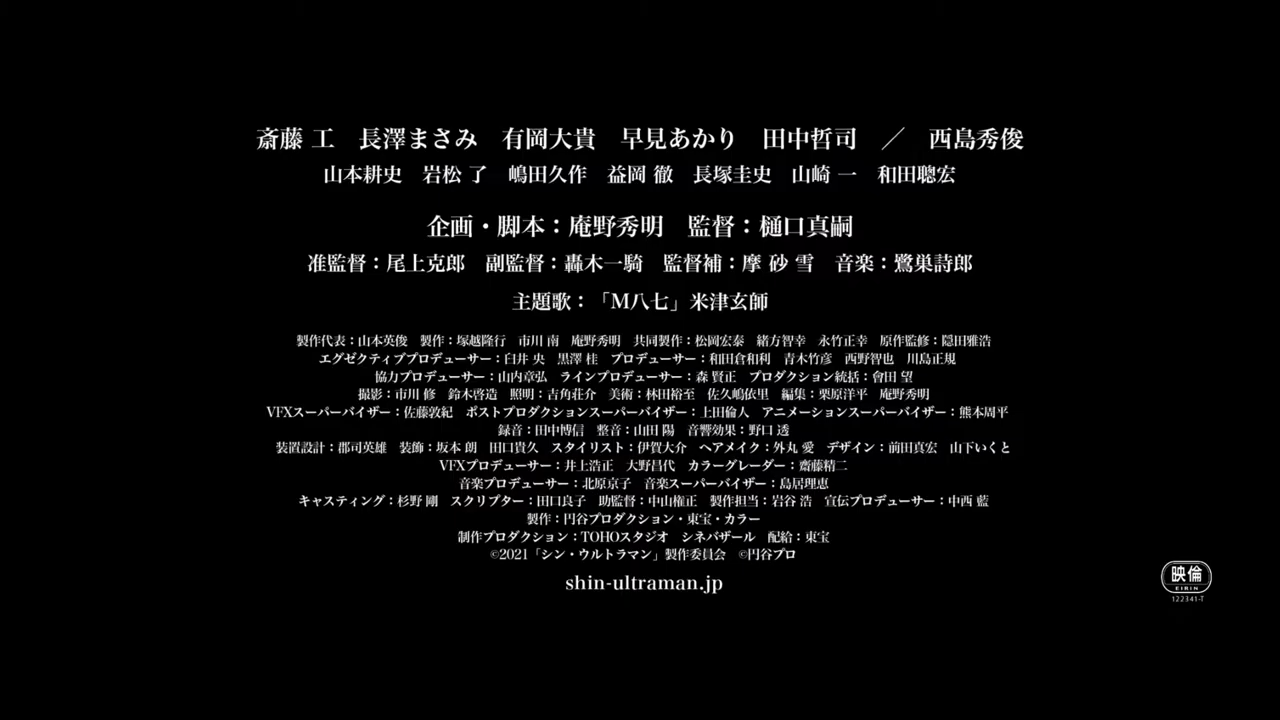 斎藤 工　長澤まさみ　有岡大貴　早見あかり　田中哲司　／　西島秀俊
山本耕史　岩松 了　嶋田久作　益岡 徹　長塚圭史　山崎 一　和田聰宏
企画・脚本：庵野秀明　監督：樋口真嗣
准監督：尾上克郎　副監督：轟木一騎　監督補：摩 砂 雪　音楽：鷺巣詩郎
主題歌：「M八七」米津玄師
製作代表：山本英俊　製作：塚越隆行　市川 南　庵野秀明　共同製作：松岡宏泰　緒方智幸　永竹正幸　原作監修：隠田雅浩
エグゼクティブプロデューサー：臼井 央　黒澤 桂　プロデューサー：和田倉和利　青木竹彦　西野智也　川島正規
協力プロデューサー：山内章弘　ラインプロデューサー：森 賢正　プロダクション統括：會田 望
撮影：市川 修　鈴木啓造　照明：吉角荘介　美術：林田裕至　佐久嶋依里　編集：栗原洋平　庵野秀明
VFXスーパーバイザー：佐藤敦紀　ポストプロダクションスーパーバイザー：上田倫人　アニメーションスーパーバイザー：熊本周平
録音：田中博信　整音：山田 陽　音響効果：野口 透
装置設計：郡司英雄　装飾：坂本 朗　田口貴久　スタイリスト：伊賀大介　ヘアメイク：外丸 愛　デザイン：前田真宏　山下いくと
VFXプロデューサー：井上浩正　大野昌代　カラーグレーダー：齋藤精二
音楽プロデューサー：北原京子　音楽スーパーバイザー：島居理恵
キャスティング：杉野 剛　スクリプター：田口良子　助監督：中山権正　製作担当：岩谷 浩　宣伝プロデューサー：中西 藍
製作：円谷プロダクション・東宝・カラー
制作プロダクション：TOHOスタジオ　シネバザール　配給：東宝
©2021「シン・ウルトラマン」製作委員会　©円谷プロ
shin-ultraman.jp
映倫
EIRIN
122341-T